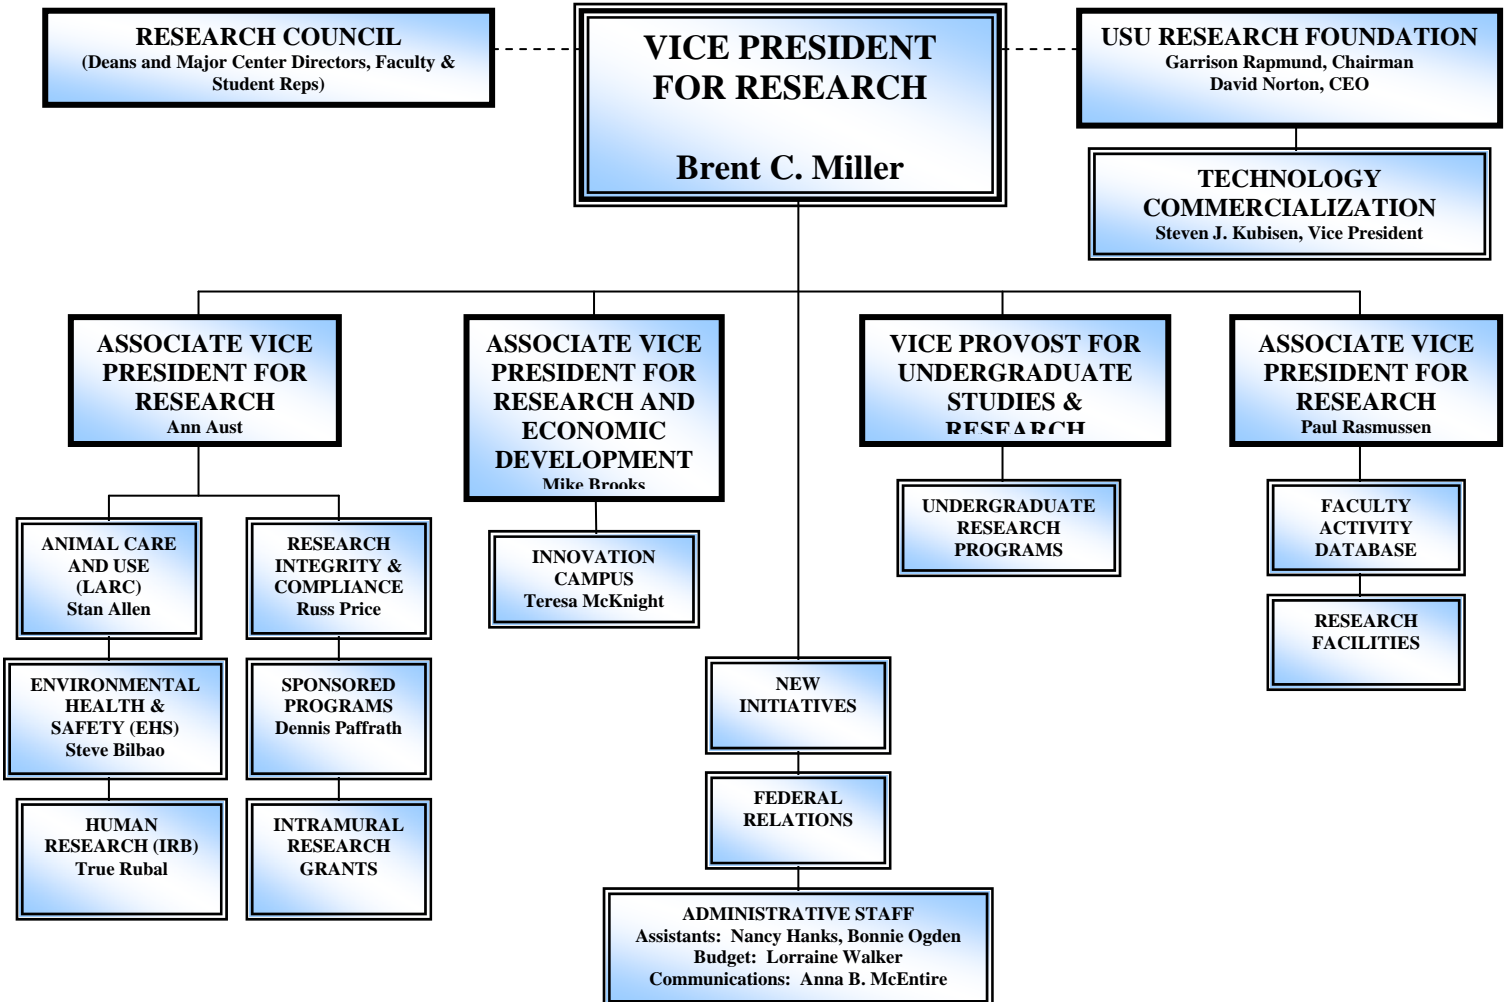 RESEARCH COUNCIL
(Deans and Major Center Directors, Faculty &
Student Reps)
VICE PRESIDENT
FOR RESEARCH
Brent C. Miller
USU RESEARCH FOUNDATION
Garrison Rapmund, Chairman
David Norton, CEO
TECHNOLOGY
COMMERCIALIZATION
Steven J. Kubisen, Vice President
ASSOCIATE VICE
PRESIDENT FOR
RESEARCH
Ann Aust
ASSOCIATE VICE
PRESIDENT FOR
RESEARCH AND
ECONOMIC
DEVELOPMENT
Mike Brooks
VICE PROVOST FOR
UNDERGRADUATE
STUDIES &
RESEARCH
ASSOCIATE VICE
PRESIDENT FOR
RESEARCH
Paul Rasmussen
ANIMAL CARE
AND USE
(LARC)
Stan Allen
RESEARCH
INTEGRITY &
COMPLIANCE
Russ Price
INNOVATION
CAMPUS
Teresa McKnight
UNDERGRADUATE
RESEARCH
PROGRAMS
FACULTY
ACTIVITY
DATABASE
RESEARCH
FACILITIES
ENVIRONMENTAL
HEALTH &
SAFETY (EHS)
Steve Bilbao
SPONSORED
PROGRAMS
Dennis Paffrath
NEW
INITIATIVES
HUMAN
RESEARCH (IRB)
True Rubal
INTRAMURAL
RESEARCH
GRANTS
FEDERAL
RELATIONS
ADMINISTRATIVE STAFF
Assistants:  Nancy Hanks, Bonnie Ogden
Budget:  Lorraine Walker
Communications:  Anna B. McEntire